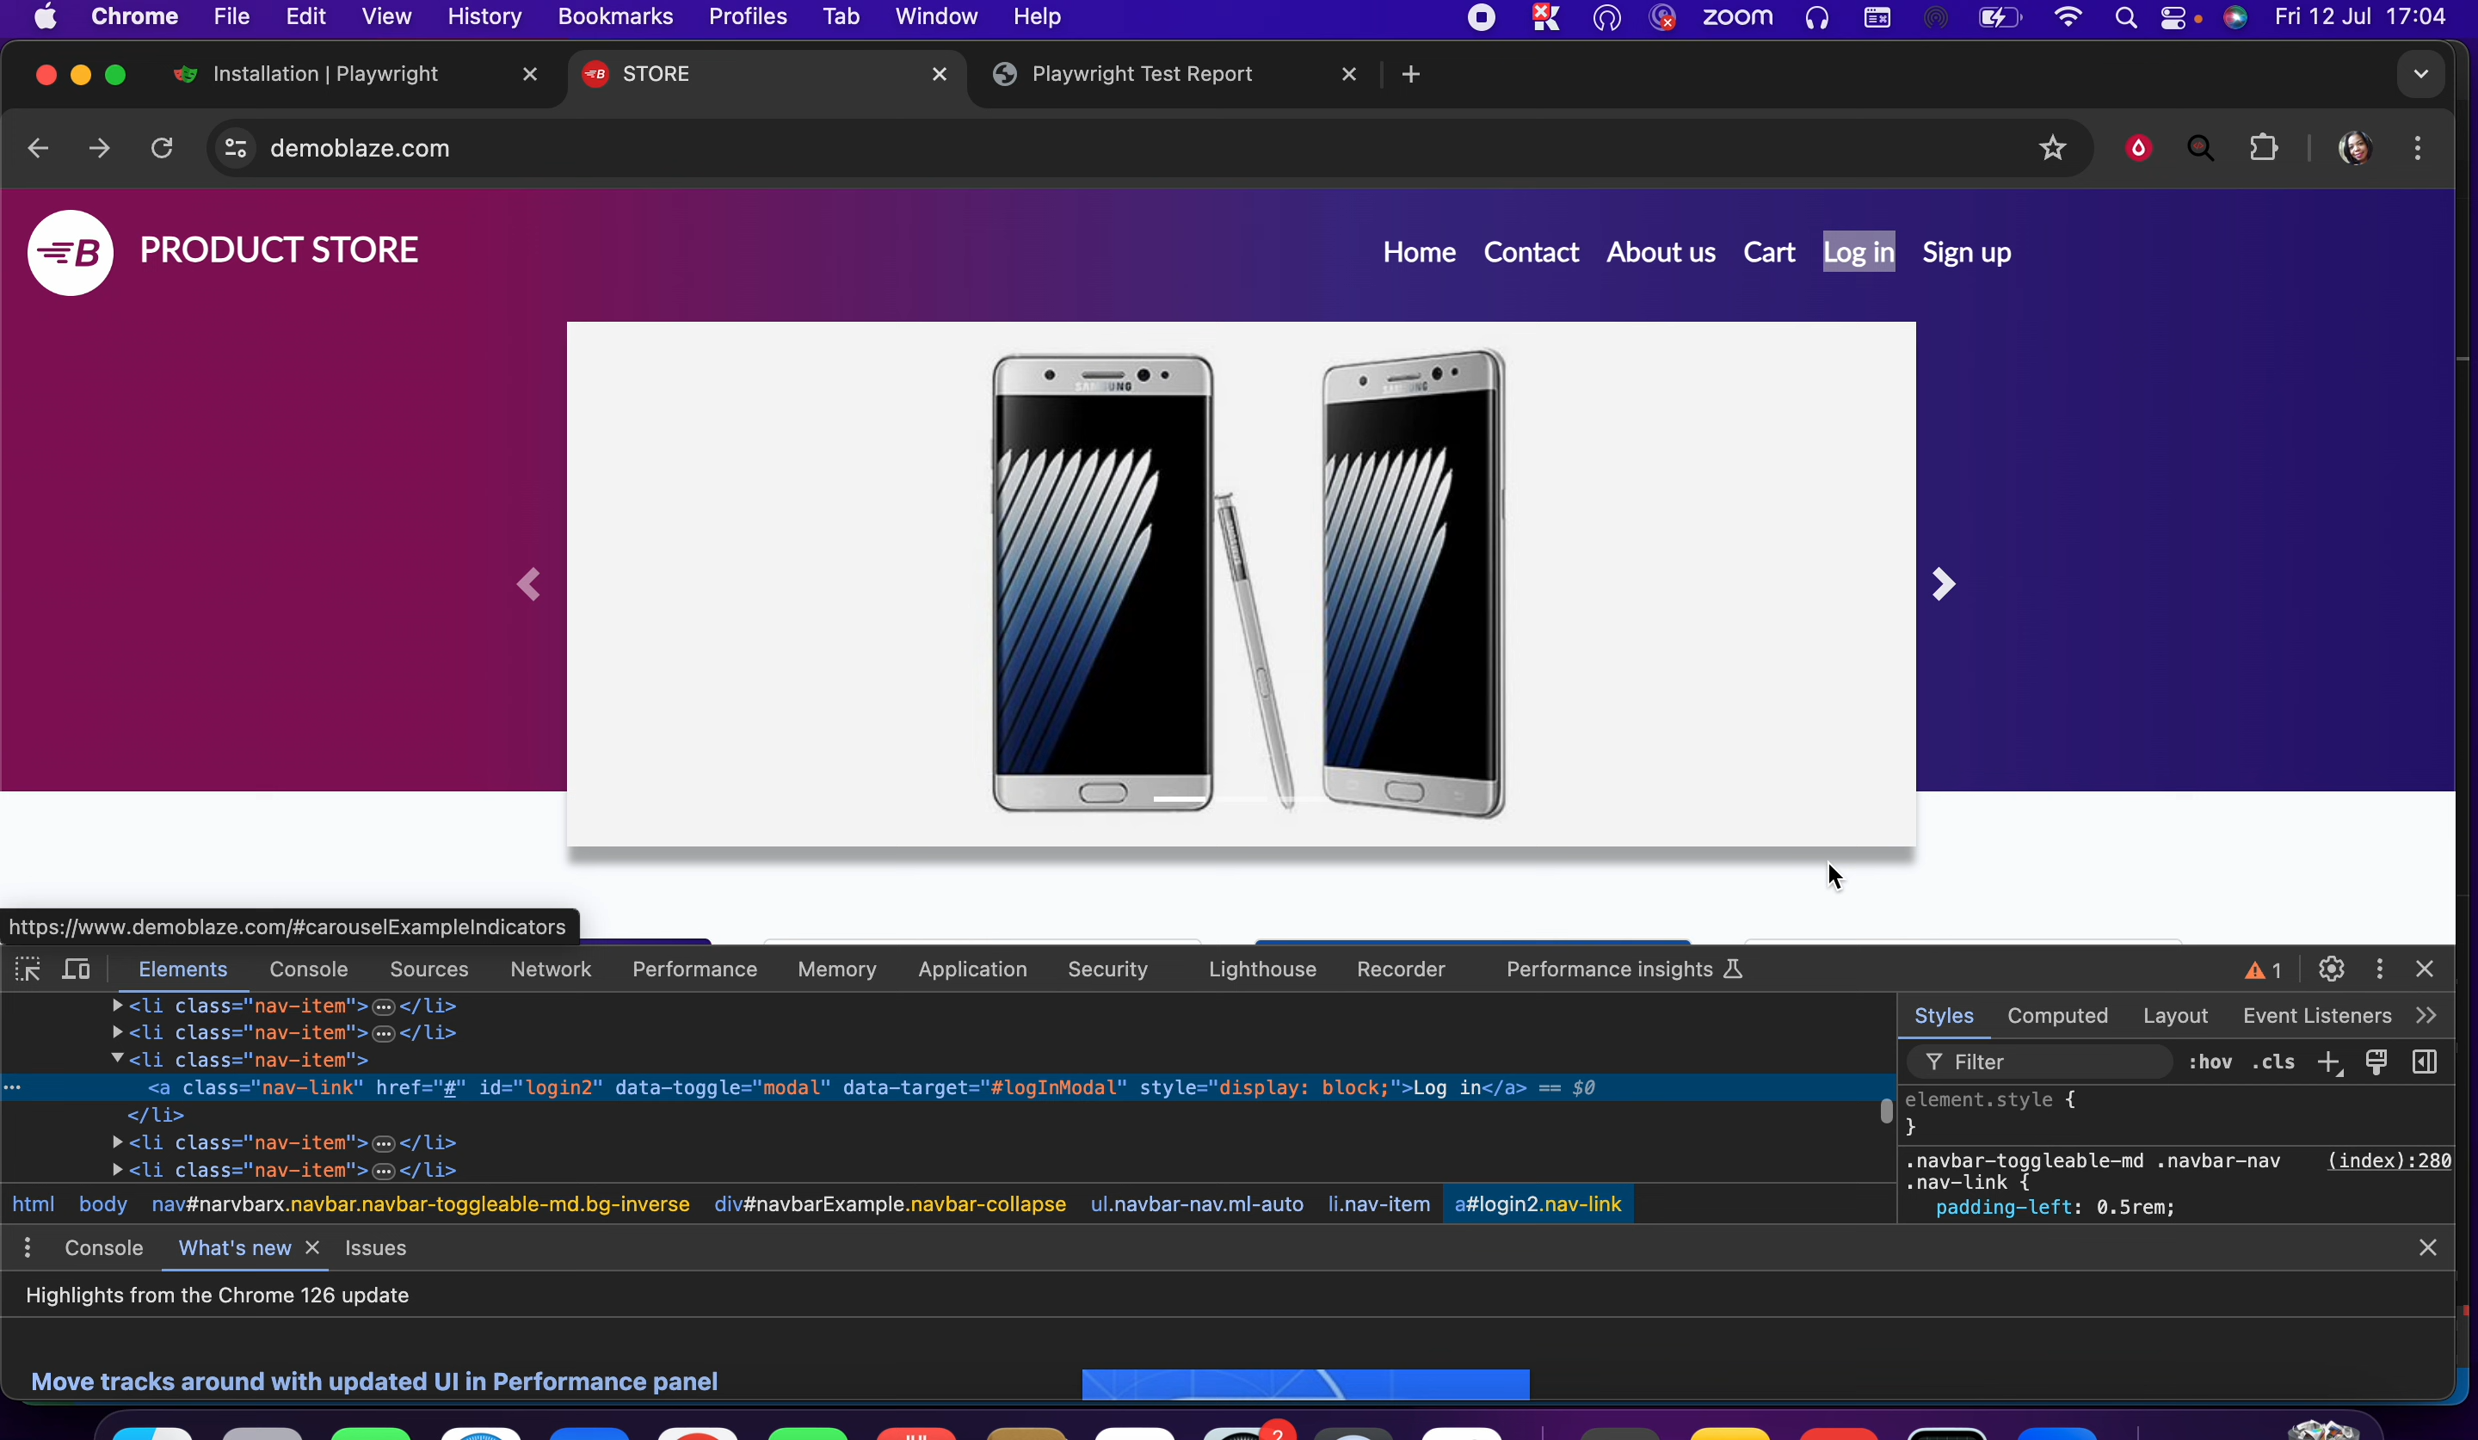 Chrome File Edit View History Bookmarks Profiles Tab Window Help zoom Fri 12 Jul 17:04
Installation | Playwright STORE Playwright Test Report
demoblaze.com
B PRODUCT STORE Home Contact About us Cart Log in Sign up
SAMSUNG
https://www.demoblaze.com/#carouselExampleIndicators
Elements Console Sources Network Performance Memory Application Security Lighthouse Recorder Performance insights 1
<li class="nav-item"> … </li>
<li class="nav-item"> … </li>
<li class="nav-item">
… <a class="nav-link" href="#" id="login2" data-toggle="modal" data-target="#logInModal" style="display: block;">Log in</a> == $0
</li>
<li class="nav-item"> … </li>
<li class="nav-item"> … </li>
html body nav#narvbarx.navbar.navbar-toggleable-md.bg-inverse div#navbarExample.navbar-collapse ul.navbar-nav.ml-auto li.nav-item a#login2.nav-link
Styles Computed Layout Event Listeners
Filter :hov .cls
element.style {
}
.navbar-toggleable-md .navbar-nav (index):280
.nav-link {
padding-left: 0.5rem;
Console What's new Issues
Highlights from the Chrome 126 update
Move tracks around with updated UI in Performance panel
2